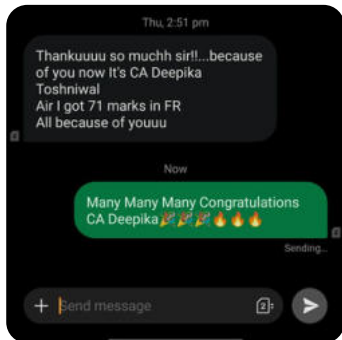 Thu, 2:51 pm
Thankuuuu so muchh sir!!...because
of you now It's CA Deepika
Toshniwal
Air I got 71 marks in FR
All because of youuu
Now
Many Many Many Congratulations
CA Deepika🎉🎉🎉🔥🔥🔥
Sending...
Send message
2